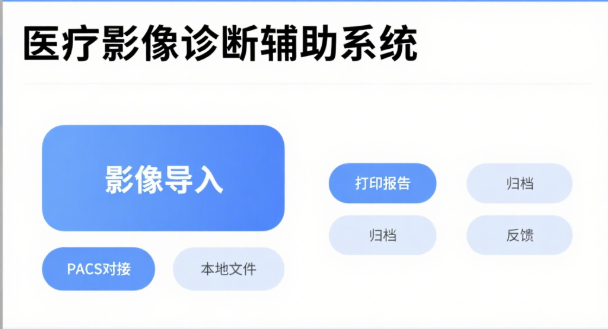 医疗影像诊断辅助系统
影像导入
PACS对接
本地文件
打印报告
归档
归档
反馈